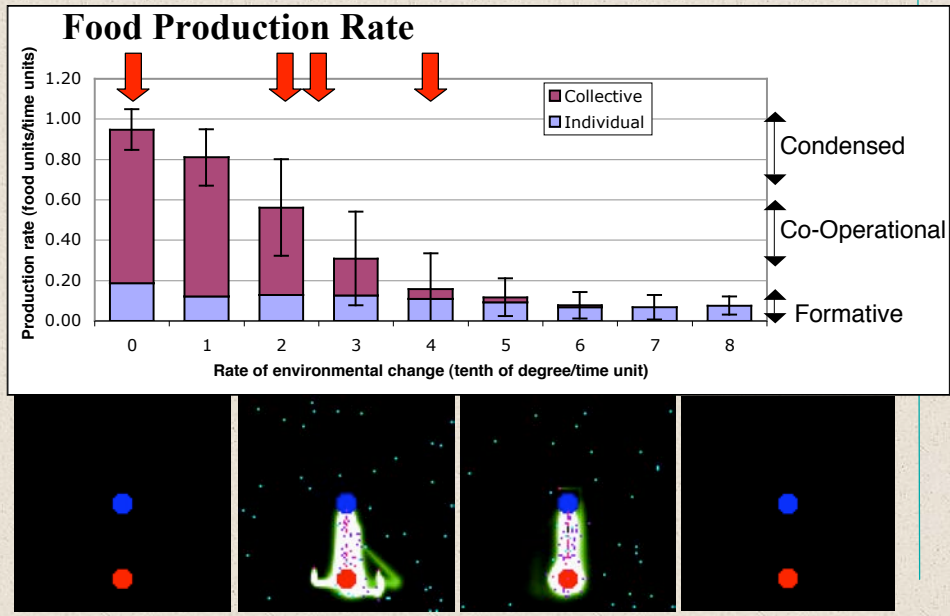 Food Production Rate
Production rate (food units/time units)
1.20
1.00
0.80
0.60
0.40
0.20
0.00
Collective
Individual
Condensed
Co-Operational
Formative
0 1 2 3 4 5 6 7 8
Rate of environmental change (tenth of degree/time unit)